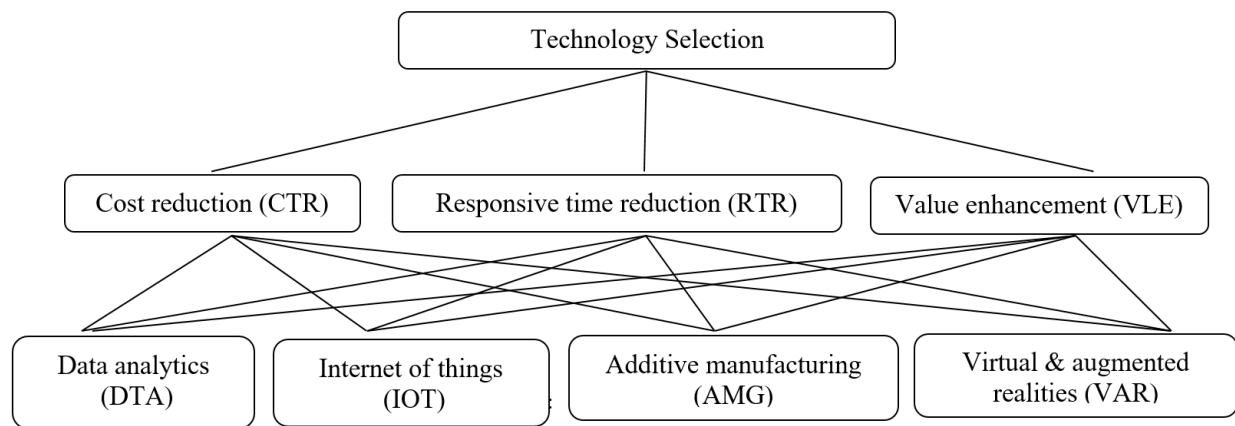 Technology Selection
Cost reduction (CTR)
Responsive time reduction (RTR)
Value enhancement (VLE)
Data analytics
(DTA)
Internet of things
(IOT)
:
Additive manufacturing
(AMG)
Virtual & augmented
realities (VAR)